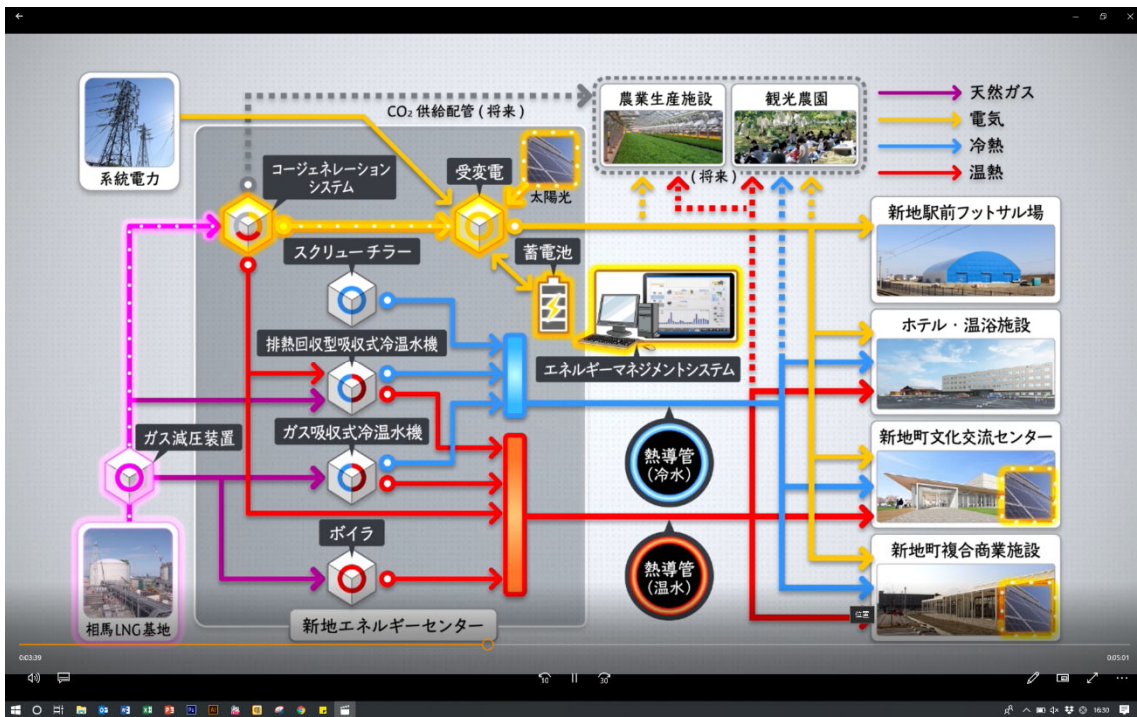 系統電力
CO₂ 供給配管 (将来)
農業生産施設
観光農園
(将来)
天然ガス
電気
冷熱
温熱
コージェネレーション
システム
受変電
太陽光
スクリューチラー
蓄電池
新地駅前フットサル場
排熱回収型吸収式冷温水機
エネルギーマネジメントシステム
ホテル・温浴施設
ガス減圧装置
ガス吸収式冷温水機
熱導管
(冷水)
新地町文化交流センター
ボイラ
熱導管
(温水)
新地町複合商業施設
位置
相馬LNG基地
新地エネルギーセンター
0:03:39
0:05:01
10
30
16:30